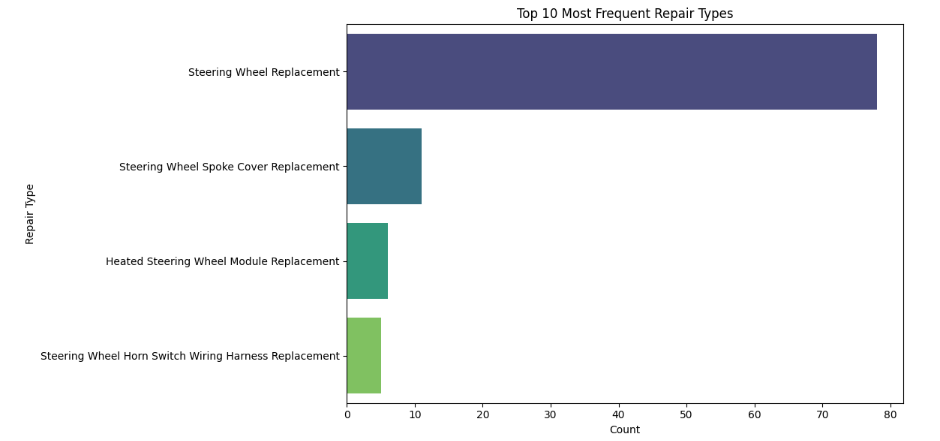 Top 10 Most Frequent Repair Types
Repair Type
Steering Wheel Replacement
Steering Wheel Spoke Cover Replacement
Heated Steering Wheel Module Replacement
Steering Wheel Horn Switch Wiring Harness Replacement
0 10 20 30 40 50 60 70 80
Count